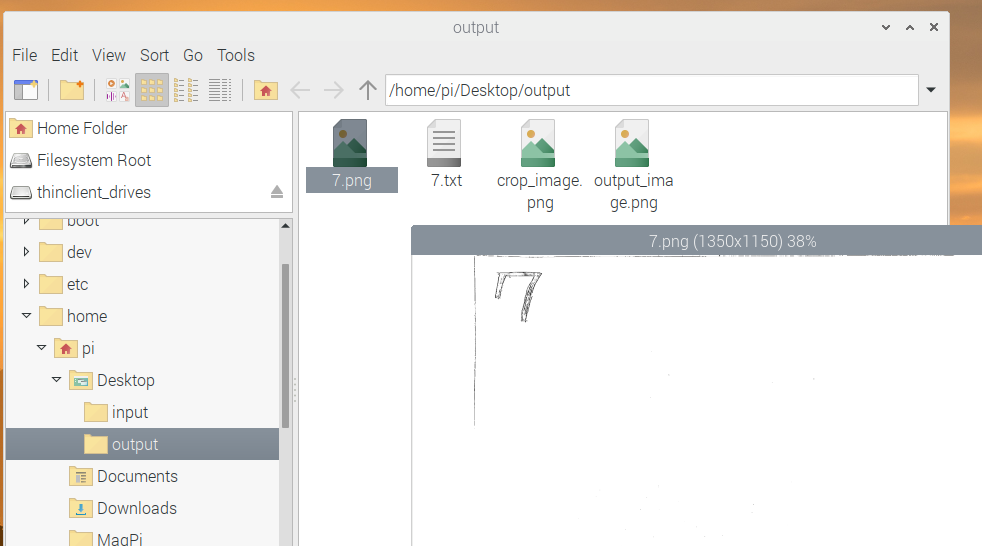 output
File Edit View Sort Go Tools
/home/pi/Desktop/output
Home Folder
Filesystem Root
thinclient_drives
boot
dev
etc
home
pi
Desktop
input
output
Documents
Downloads
MagPi
7.png
7.txt
crop_image.
png
output_ima
ge.png
7.png (1350x1150) 38%
7